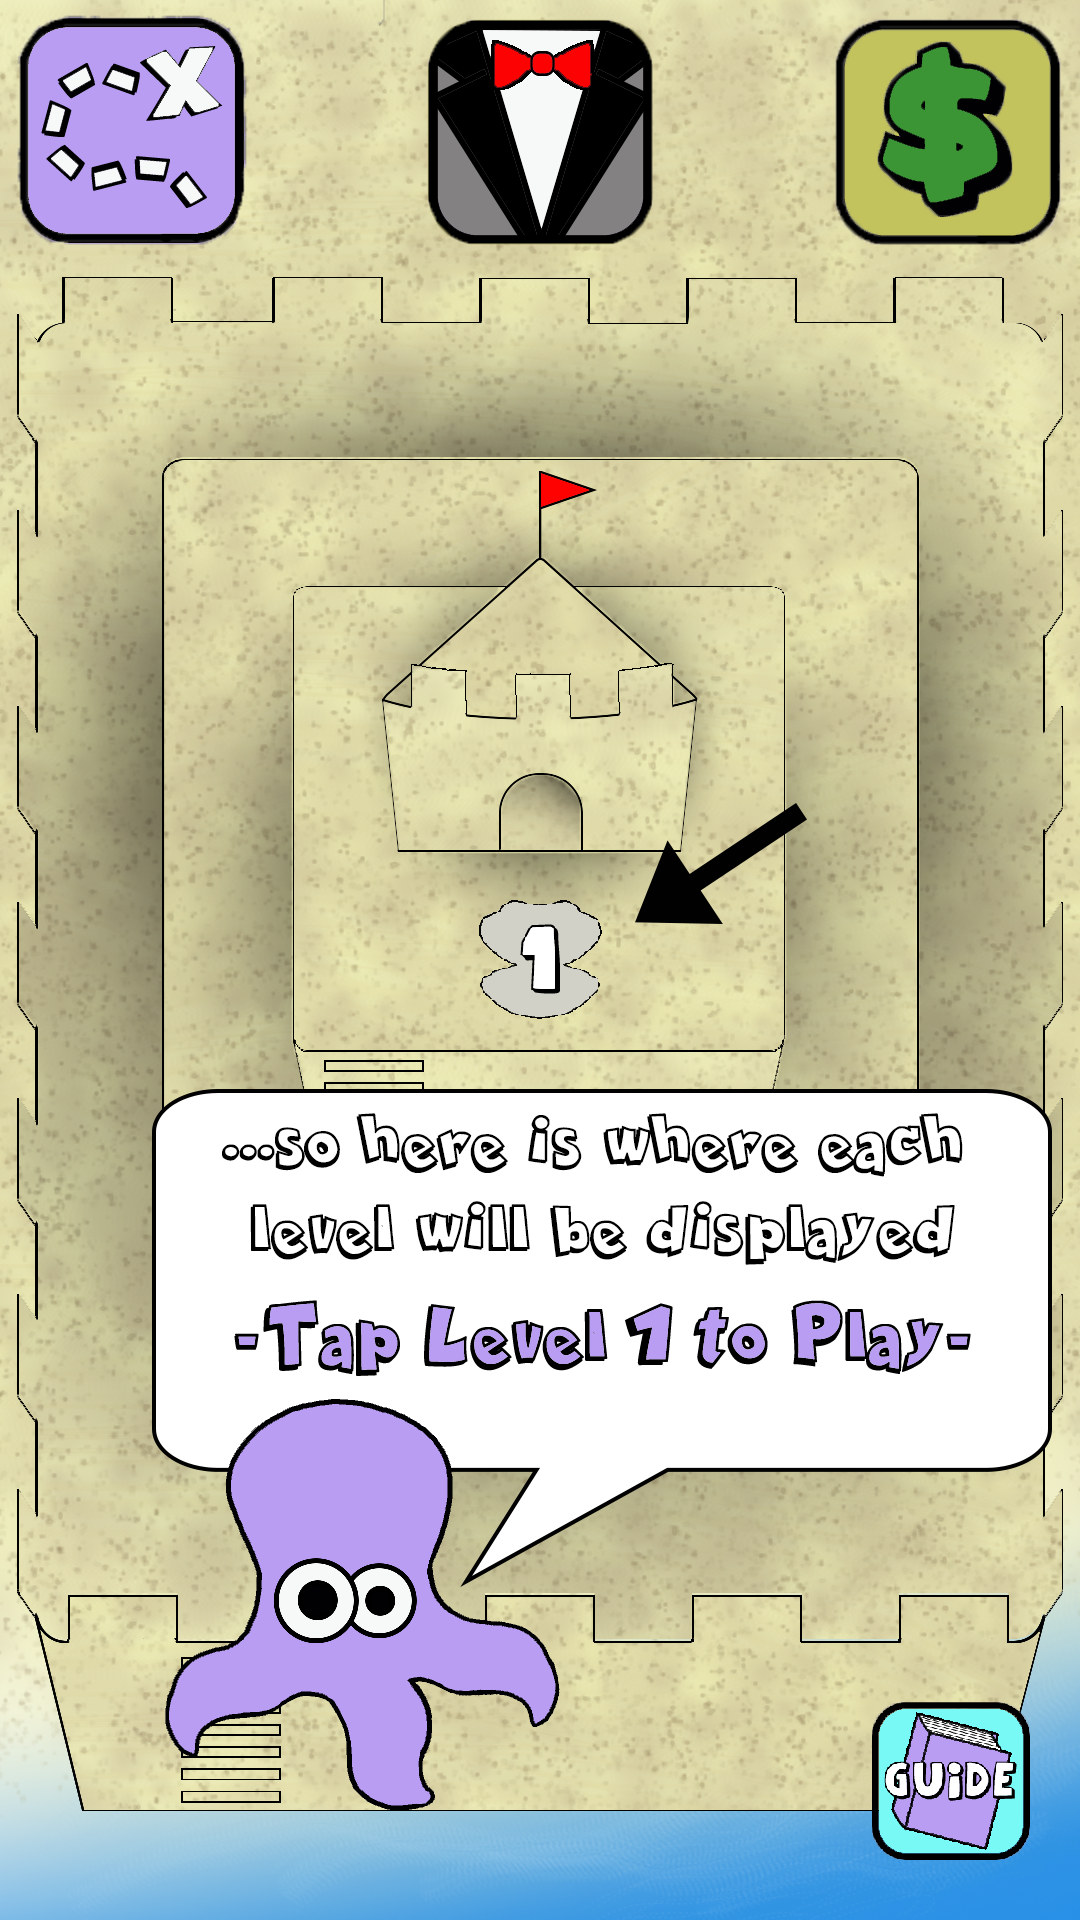 X
$
1
...so here is where each
level will be displayed
-Tap Level 1 to Play-
GUiDE